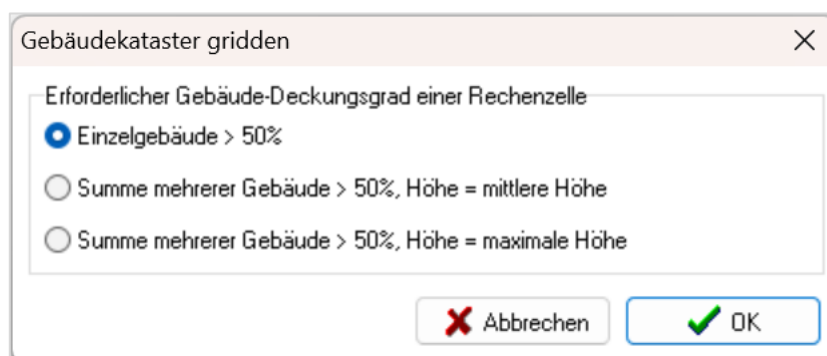 Gebäudekataster gridden
Erforderlicher Gebäude-Deckungsgrad einer Rechenzelle
Einzelgebäude > 50%
Summe mehrerer Gebäude > 50%, Höhe = mittlere Höhe
Summe mehrerer Gebäude > 50%, Höhe = maximale Höhe
Abbrechen OK